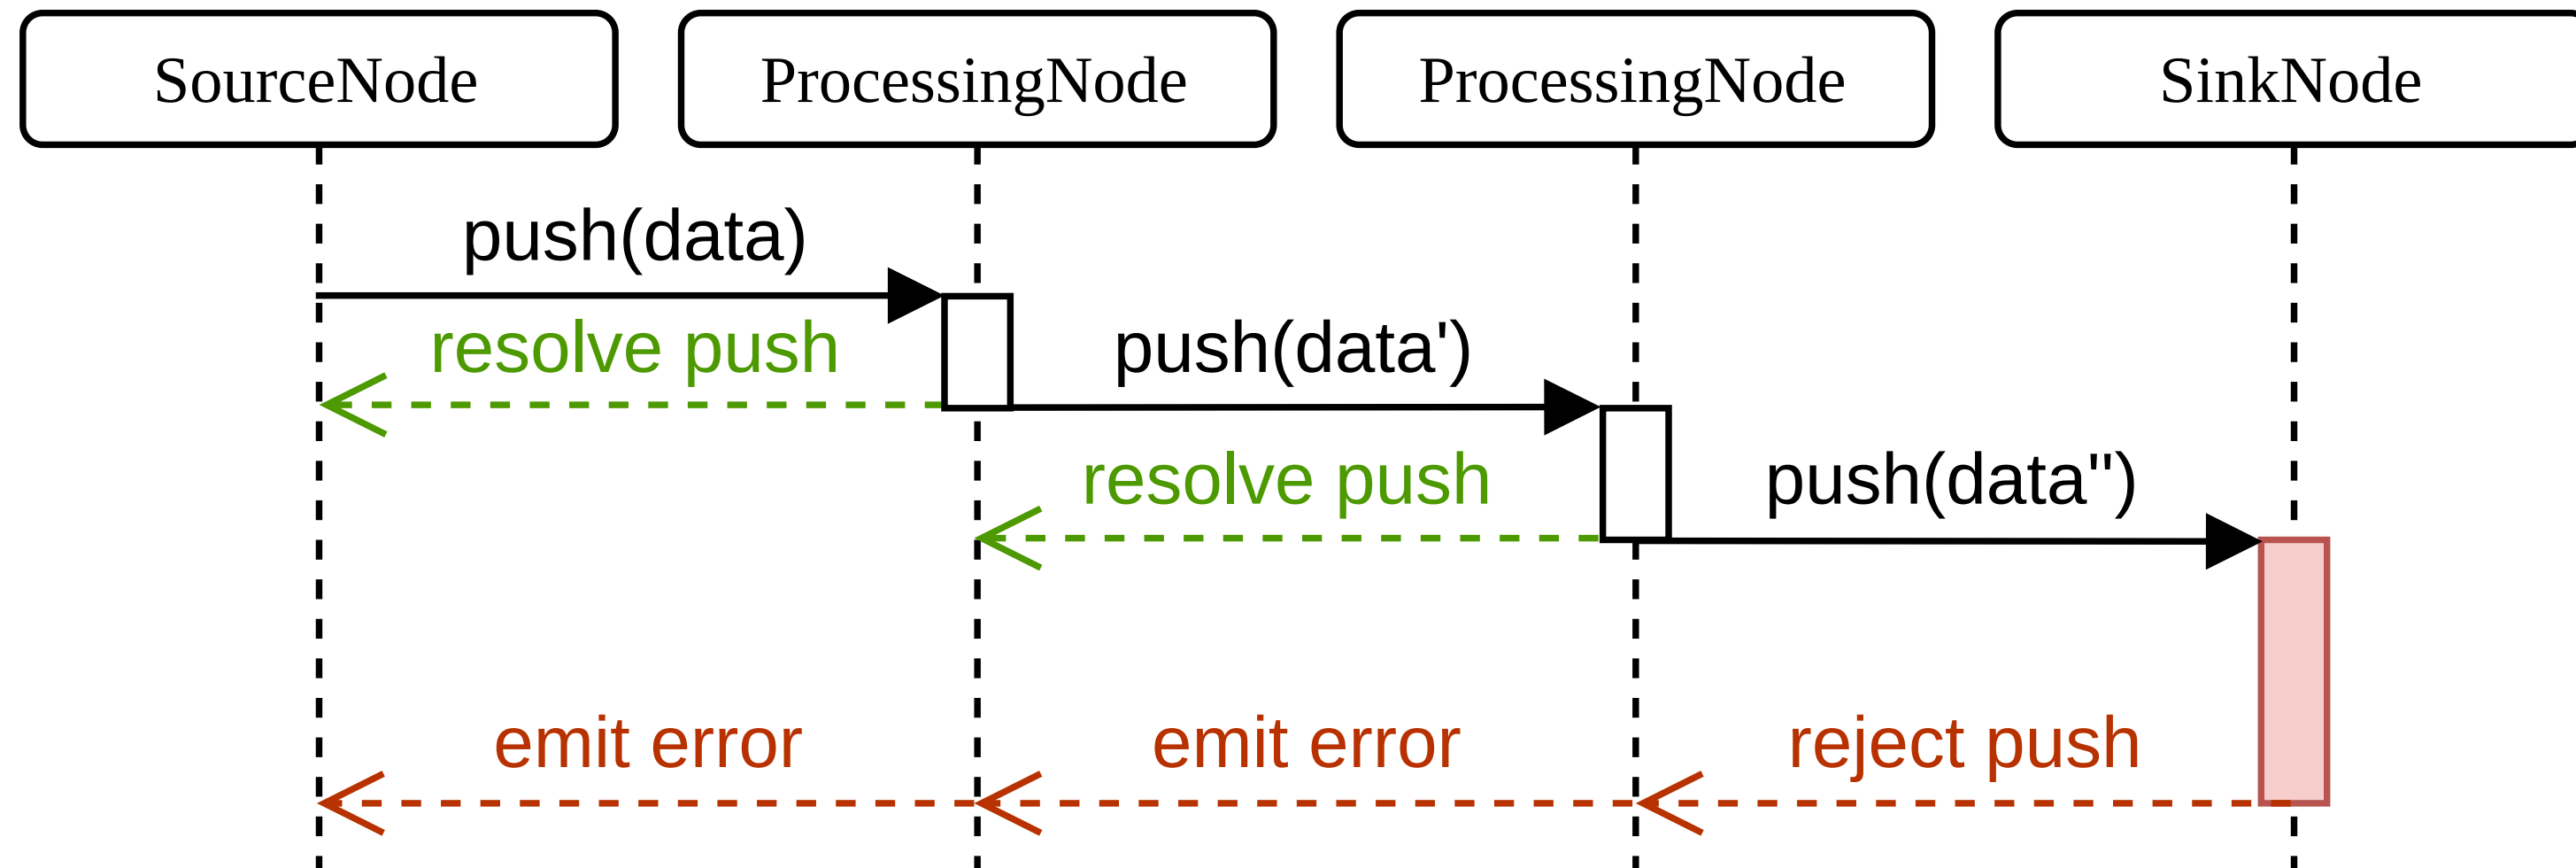 SourceNode
ProcessingNode
ProcessingNode
SinkNode
push(data)
resolve push
push(data')
resolve push
push(data'')
emit error
emit error
reject push